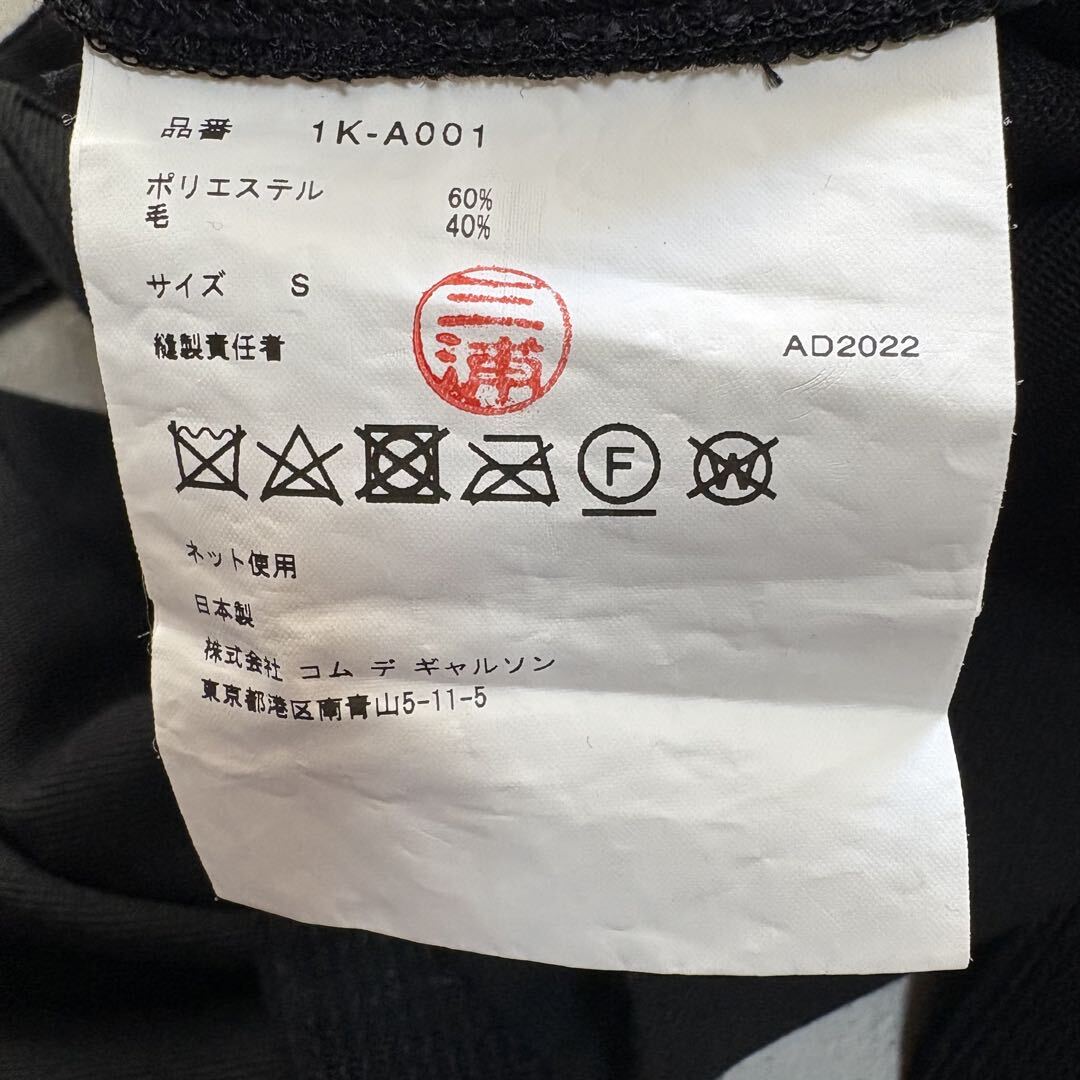 品番 1K-A001
ポリエステル 60%
毛 40%
サイズ S
三浦
縫製責任者 AD2022
F W
ネット使用
日本製
株式会社 コム デ ギャルソン
東京都港区南青山5-11-5